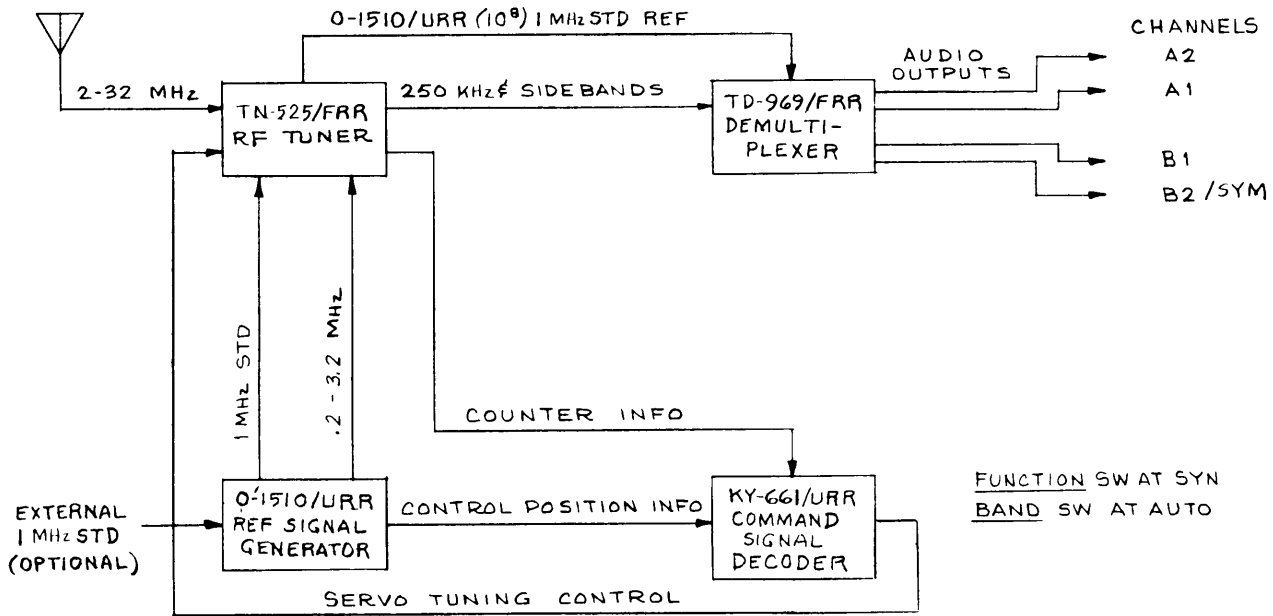 O-1510/URR (10⁸) 1 MHz STD REF
CHANNELS
AUDIO
OUTPUTS
A2
A1
2-32 MHz
TN-525/FRR
RF TUNER
250 KHz & SIDEBANDS
TD-969/FRR
DEMULTI-
PLEXER
B1
B2/SYM
1 MHz STD
.2 - 3.2 MHz
COUNTER INFO
EXTERNAL
1 MHz STD
(OPTIONAL)
O-1510/URR
REF SIGNAL
GENERATOR
CONTROL POSITION INFO
KY-661/URR
COMMAND
SIGNAL
DECODER
FUNCTION SW AT SYN
BAND SW AT AUTO
SERVO TUNING CONTROL